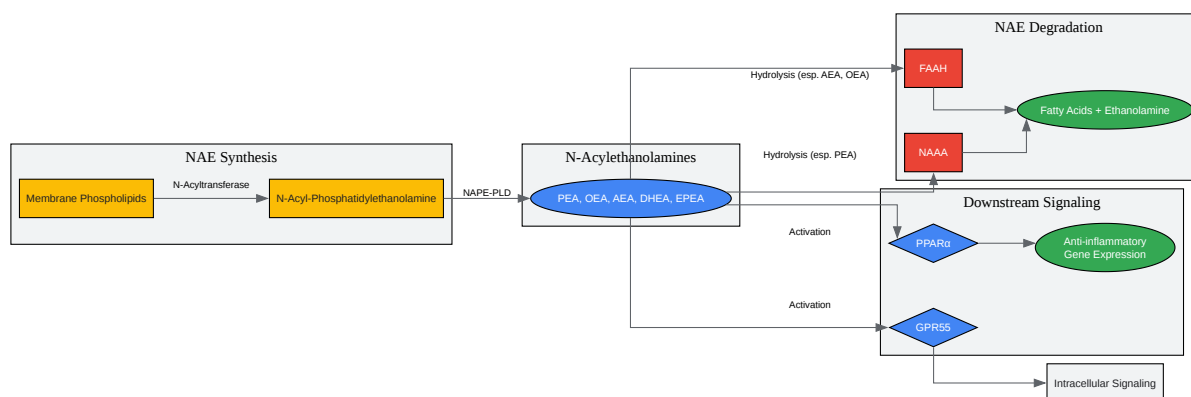 NAE Synthesis
Membrane Phospholipids
N-Acyltransferase
N-Acyl-Phosphatidylethanolamine
NAPE-PLD
N-Acylethanolamines
PEA, OEA, AEA, DHEA, EPEA
Hydrolysis (esp. AEA, OEA)
Hydrolysis (esp. PEA)
Activation
Activation
NAE Degradation
FAAH
Fatty Acids + Ethanolamine
NAAA
Downstream Signaling
PPARα
Anti-inflammatory
Gene Expression
GPR55
Intracellular Signaling